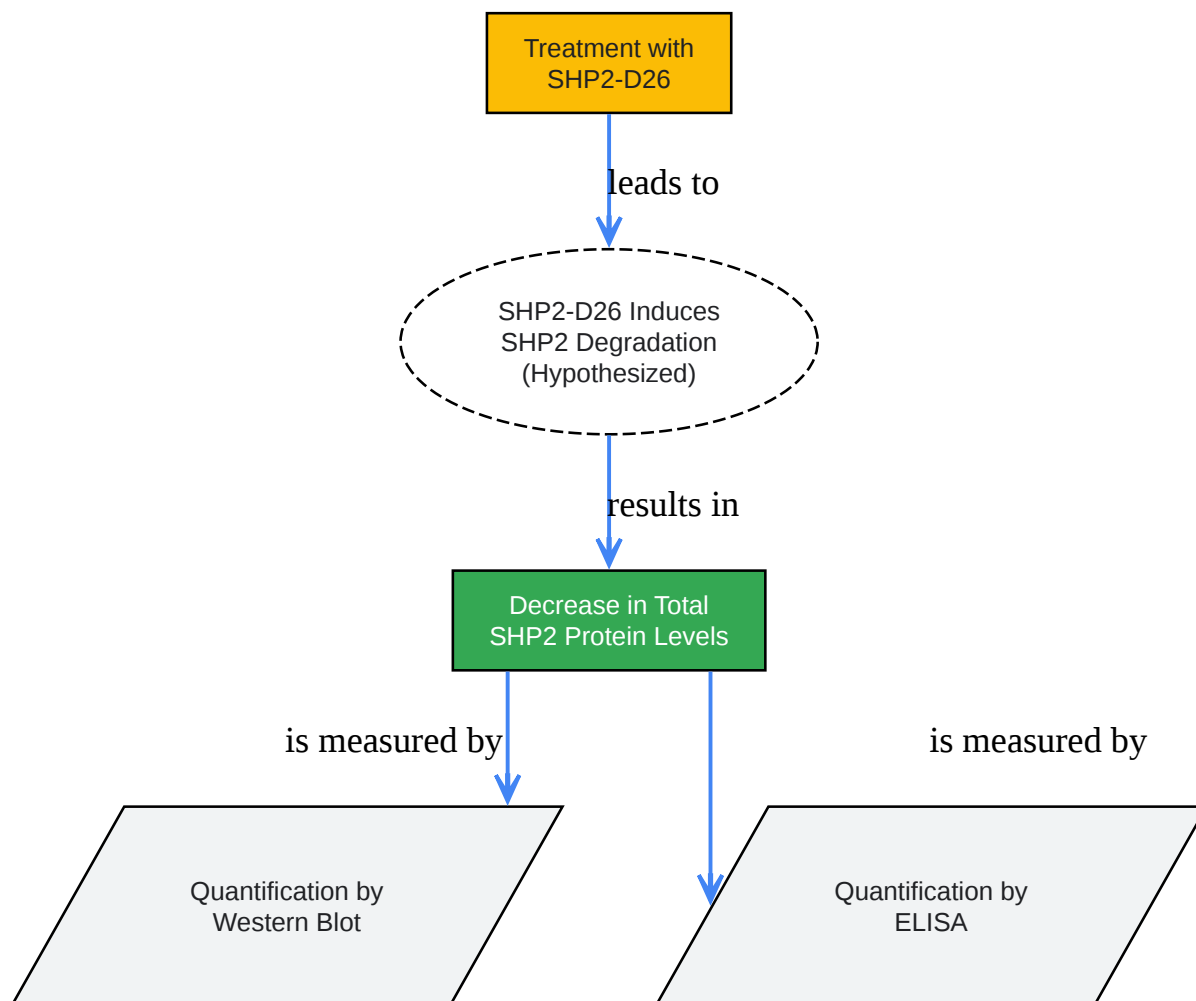 Treatment with
SHP2-D26
leads to
SHP2-D26 Induces
SHP2 Degradation
(Hypothesized)
results in
Decrease in Total
SHP2 Protein Levels
is measured by
is measured by
Quantification by
Western Blot
Quantification by
ELISA